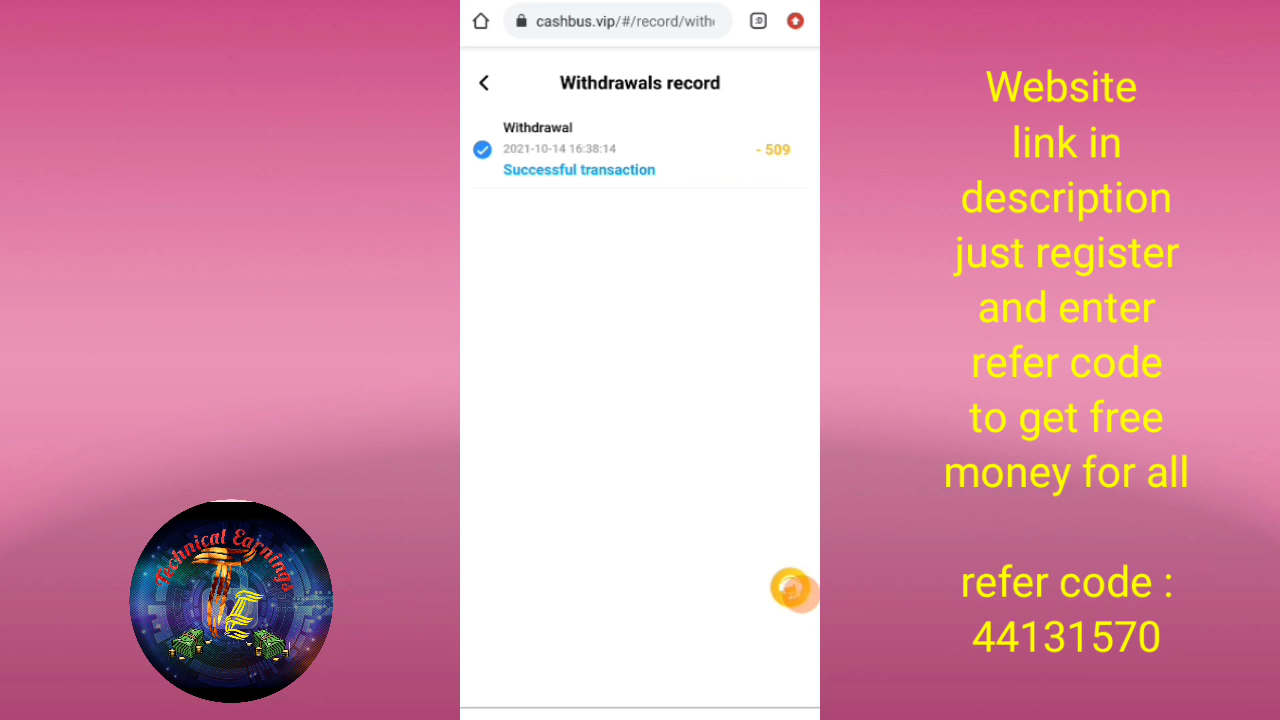 cashbus.vip/#/record/with
:D
Withdrawals record
Withdrawal
2021-10-14 16:38:14
- 509
Successful transaction
Website
link in
description
just register
and enter
refer code
to get free
money for all
refer code :
44131570
Technical Earnings
TE